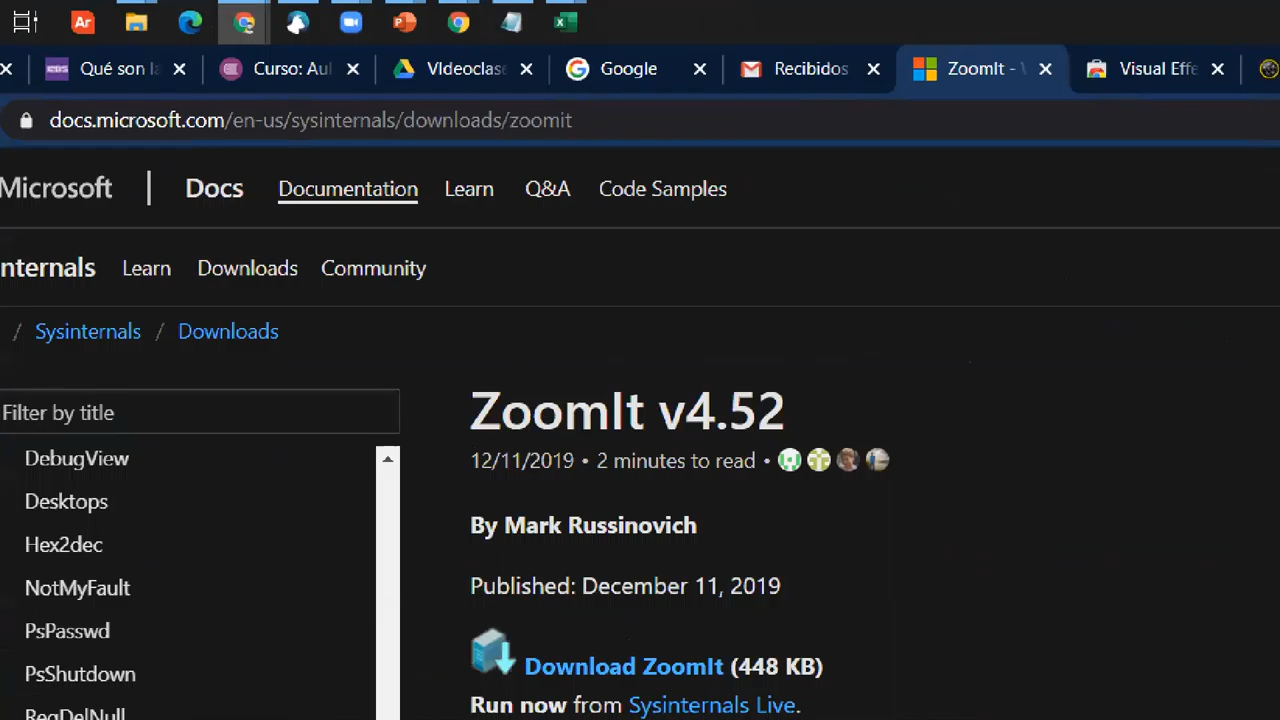 Ar
Qué son la
Curso: Aul
VIdeoclase
Google
Recibidos
ZoomIt -
Visual Effe
docs.microsoft.com/en-us/sysinternals/downloads/zoomit
Microsoft | Docs Documentation Learn Q&A Code Samples
nternals Learn Downloads Community
/ Sysinternals / Downloads
Filter by title
DebugView
Desktops
Hex2dec
NotMyFault
PsPasswd
PsShutdown
RegDelNull
ZoomIt v4.52
12/11/2019 • 2 minutes to read •
By Mark Russinovich
Published: December 11, 2019
Download ZoomIt (448 KB)
Run now from Sysinternals Live.